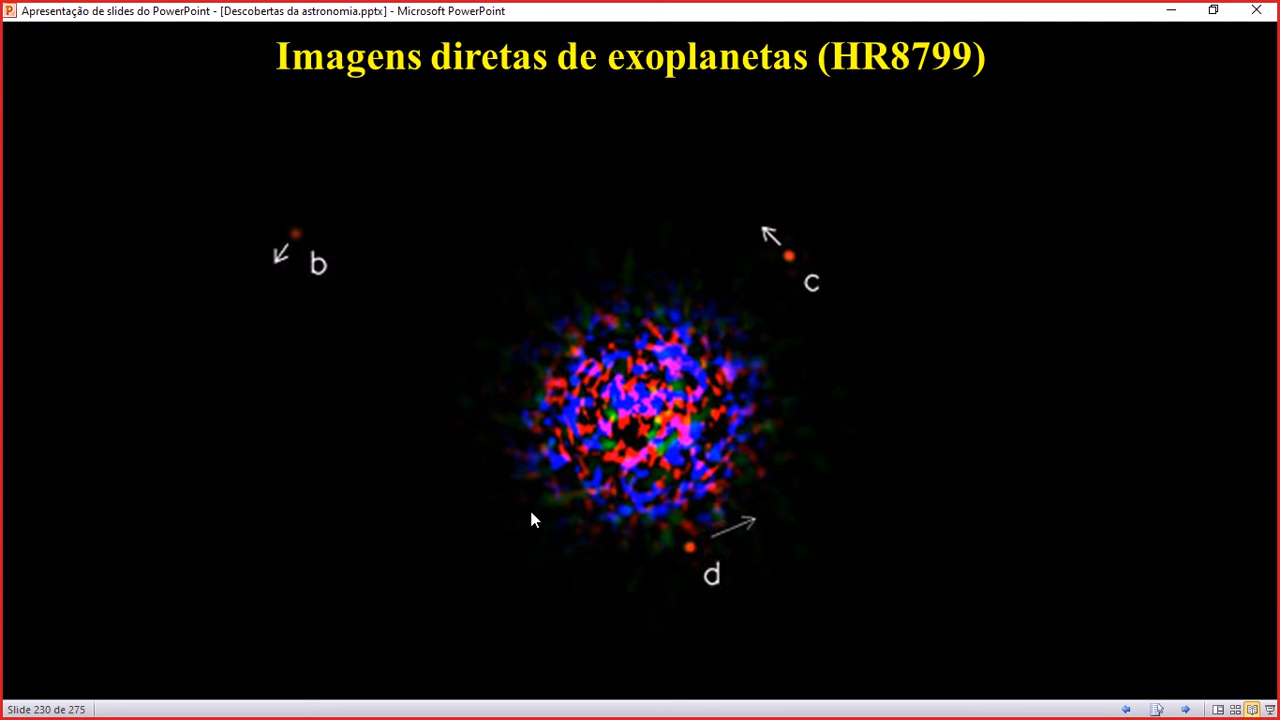 Apresentação de slides do PowerPoint - [Descobertas da astronomia.pptx] - Microsoft PowerPoint
Imagens diretas de exoplanetas (HR8799)
b
c
d
Slide 230 de 275